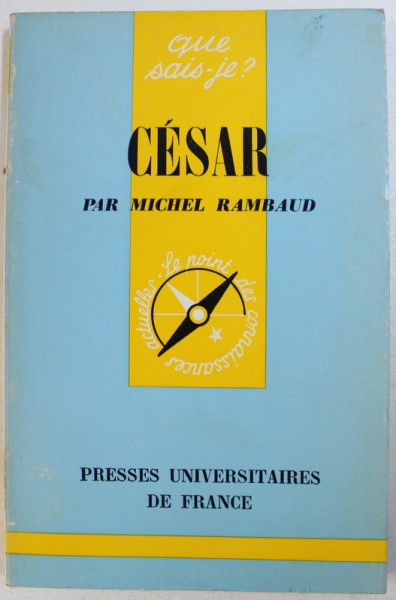 que
sais-je?
CÉSAR
PAR MICHEL RAMBAUD
Le point des connaissances actuelles
PRESSES UNIVERSITAIRES
DE FRANCE